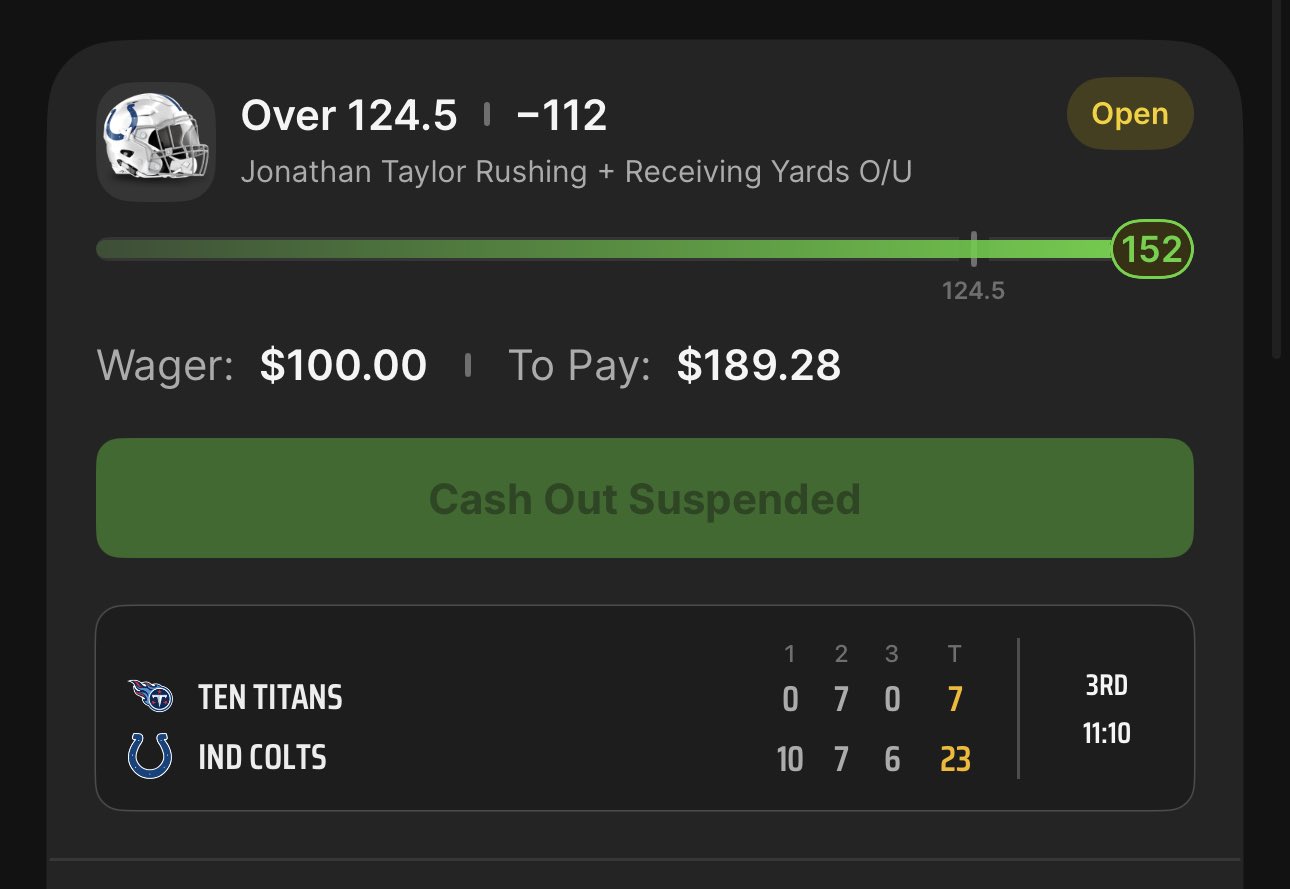 Over 124.5 | −112
Open
Jonathan Taylor Rushing + Receiving Yards O/U
152
124.5
Wager: $100.00 | To Pay: $189.28
Cash Out Suspended
1 2 3 T
TEN TITANS 0 7 0 7
IND COLTS 10 7 6 23
3RD
11:10